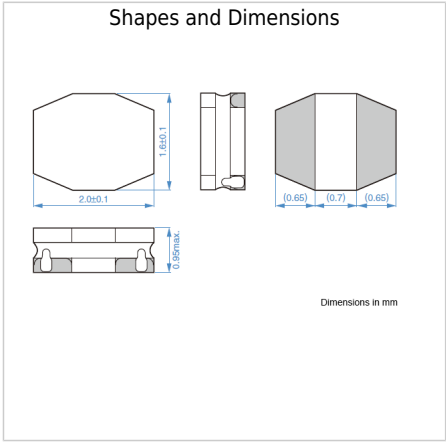 Shapes and Dimensions
1.6±0.1
2.0±0.1
(0.65) (0.7) (0.65)
0.95max.
Dimensions in mm